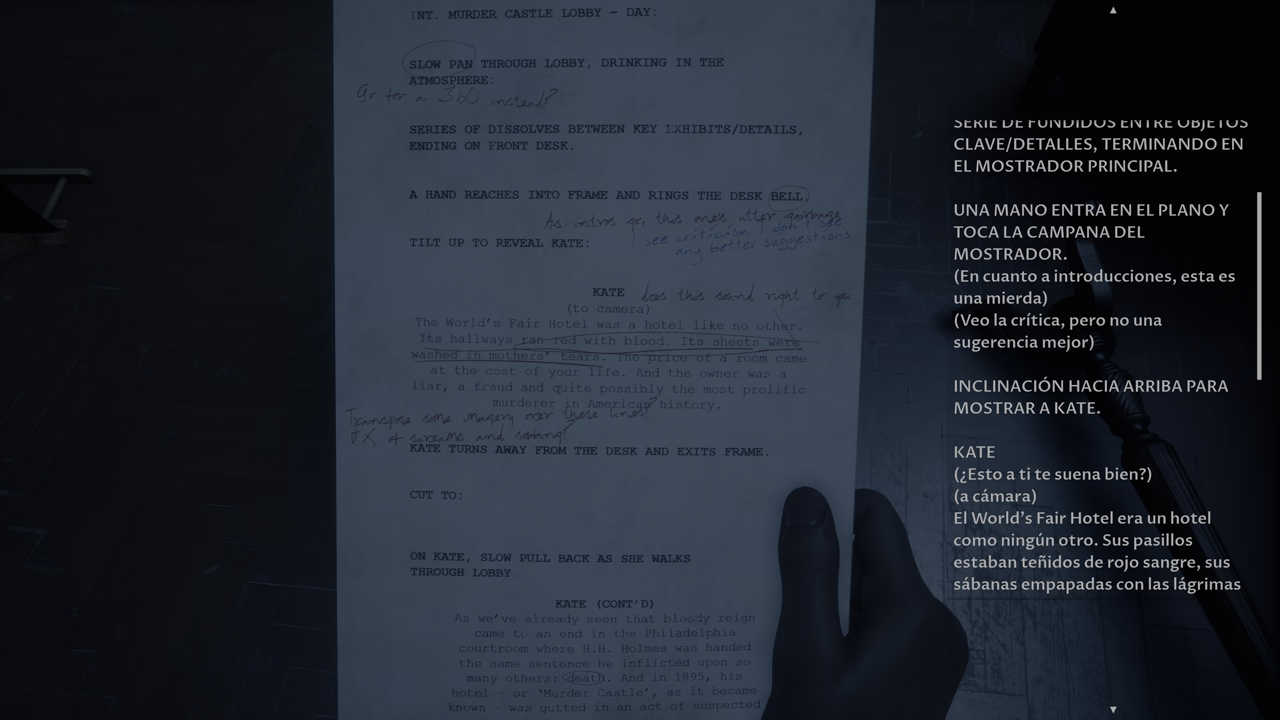 INT. MURDER CASTLE LOBBY - DAY:
SLOW PAN THROUGH LOBBY, DRINKING IN THE
ATMOSPHERE:
Go for a 360 instead?
SERIES OF DISSOLVES BETWEEN KEY EXHIBITS/DETAILS,
ENDING ON FRONT DESK.
A HAND REACHES INTO FRAME AND RINGS THE DESK BELL.
As intros go, this one's utter garbage
I see criticism I don't see
any better suggestions
TILT UP TO REVEAL KATE:
KATE
does this sound right to you
(to camera)
The World's Fair Hotel was a hotel like no other.
Its hallways ran red with blood. Its sheets were
washed in mothers' tears. The price of a room came
at the cost of your life. And the owner was a
liar, a fraud and quite possibly the most prolific
murderer in American history.
Transpose some imagery over these lines?
FX of screams and sobbing?
KATE TURNS AWAY FROM THE DESK AND EXITS FRAME.
CUT TO:
ON KATE, SLOW PULL BACK AS SHE WALKS
THROUGH LOBBY.
KATE (CONT'D)
As we've already seen that bloody reign
came to an end in the Philadelphia
courtroom where H.H. Holmes was handed
the same sentence he inflicted upon so
many others: death. And in 1895, his
hotel - or 'Murder Castle', as it became
known - was gutted in an act of suspected
SERIE DE FUNDIDOS ENTRE OBJETOS
CLAVE/DETALLES, TERMINANDO EN
EL MOSTRADOR PRINCIPAL.
UNA MANO ENTRA EN EL PLANO Y
TOCA LA CAMPANA DEL
MOSTRADOR.
(En cuanto a introducciones, esta es
una mierda)
(Veo la crítica, pero no una
sugerencia mejor)
INCLINACIÓN HACIA ARRIBA PARA
MOSTRAR A KATE.
KATE
(¿Esto a ti te suena bien?)
(a cámara)
El World's Fair Hotel era un hotel
como ningún otro. Sus pasillos
estaban teñidos de rojo sangre, sus
sábanas empapadas con las lágrimas